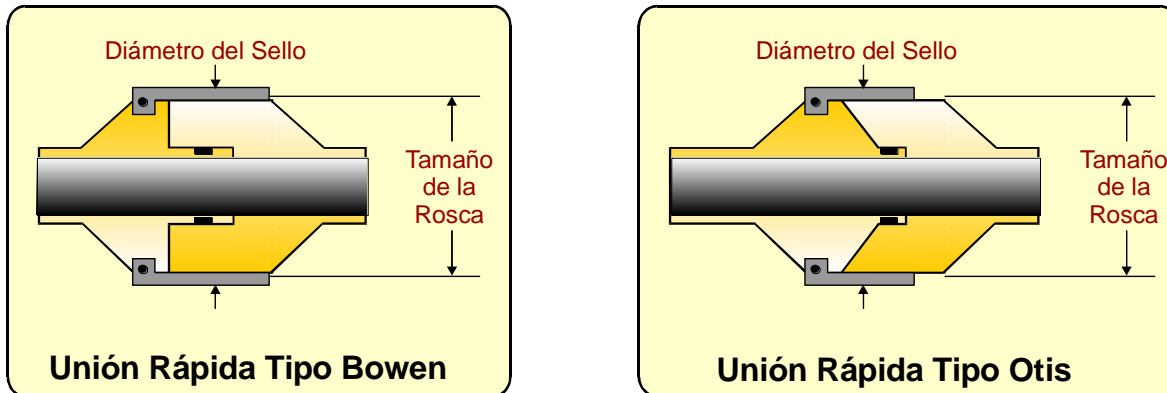 Diámetro del Sello
Tamaño
de la
Rosca
Unión Rápida Tipo Bowen
Diámetro del Sello
Tamaño
de la
Rosca
Unión Rápida Tipo Otis